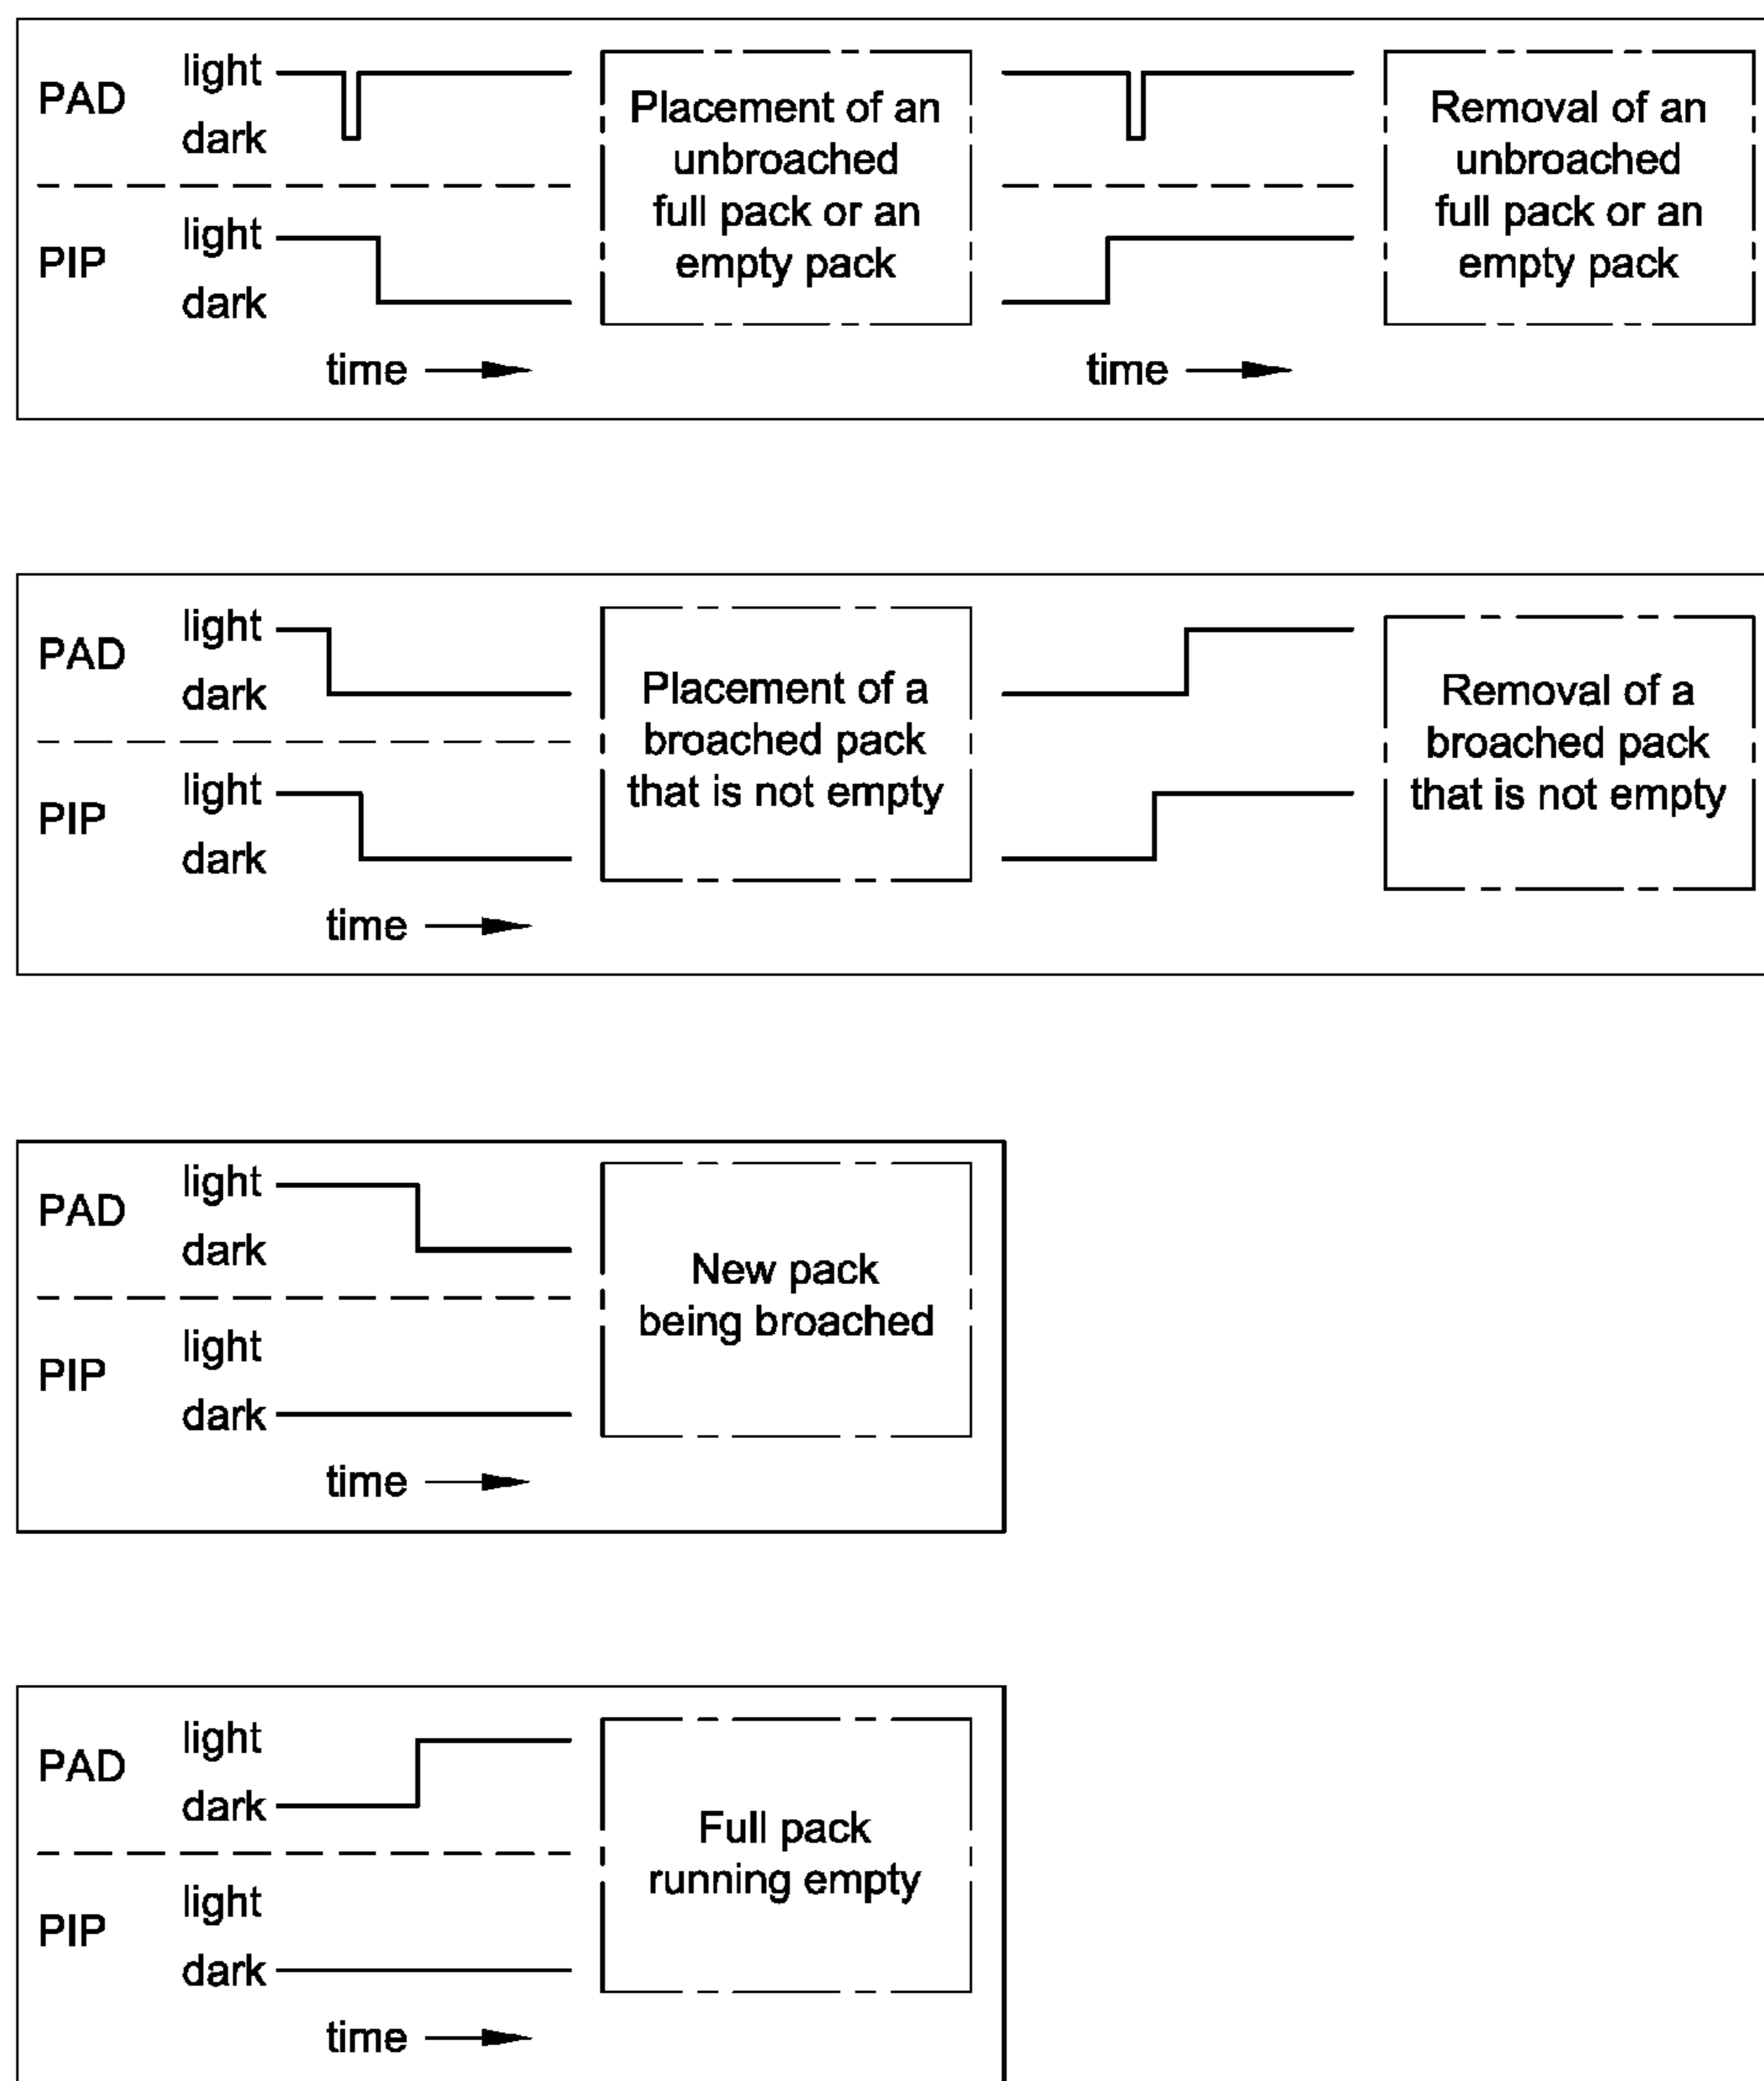 PAD
light
dark
PIP
light
dark
time
Placement of an
unbroached
full pack or an
empty pack
time
Removal of an
unbroached
full pack or an
empty pack
PAD
light
dark
PIP
light
dark
time
Placement of a
broached pack
that is not empty
Removal of a
broached pack
that is not empty
PAD
light
dark
PIP
light
dark
time
New pack
being broached
PAD
light
dark
PIP
light
dark
time
Full pack
running empty